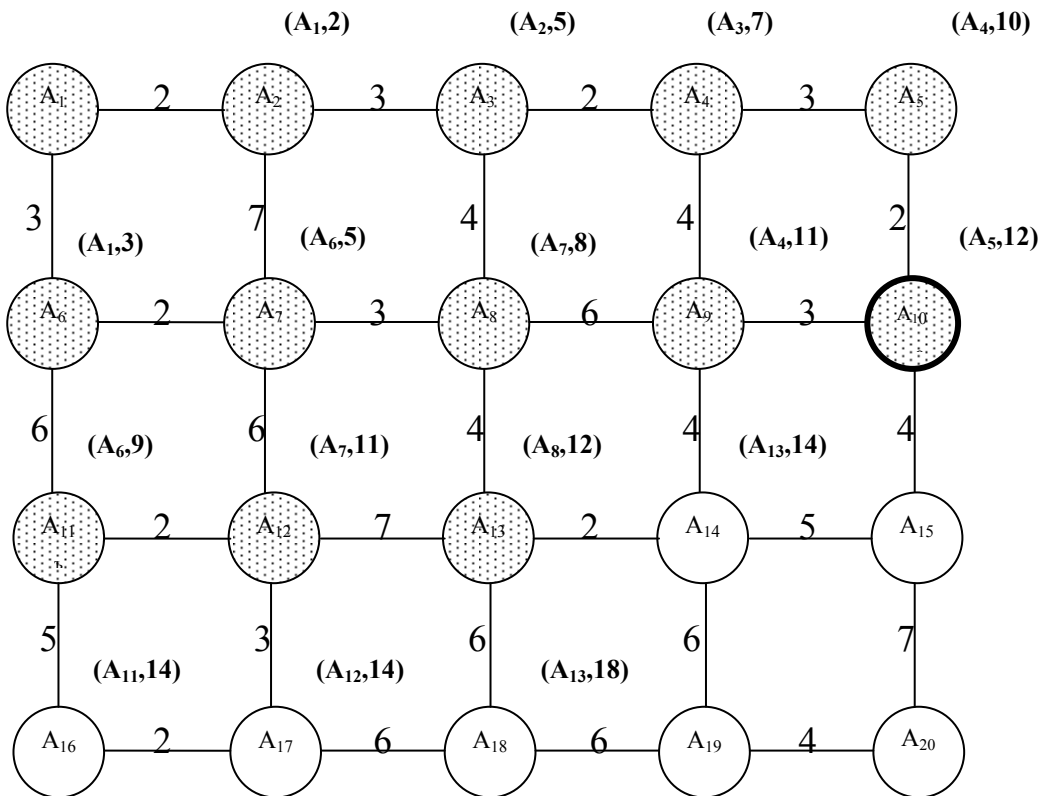 (A₁,2) (A₂,5) (A₃,7) (A₄,10)
A₁ 2 A₂ 3 A₃ 2 A₄ 3 A₅
3 7 4 4 2
(A₁,3) (A₆,5) (A₇,8) (A₄,11) (A₅,12)
A₆ 2 A₇ 3 A₈ 6 A₉ 3 A₁₀
6 6 4 4 4
(A₆,9) (A₇,11) (A₈,12) (A₁₃,14)
A₁₁ 2 A₁₂ 7 A₁₃ 2 A₁₄ 5 A₁₅
5 3 6 6 7
(A₁₁,14) (A₁₂,14) (A₁₃,18)
A₁₆ 2 A₁₇ 6 A₁₈ 6 A₁₉ 4 A₂₀